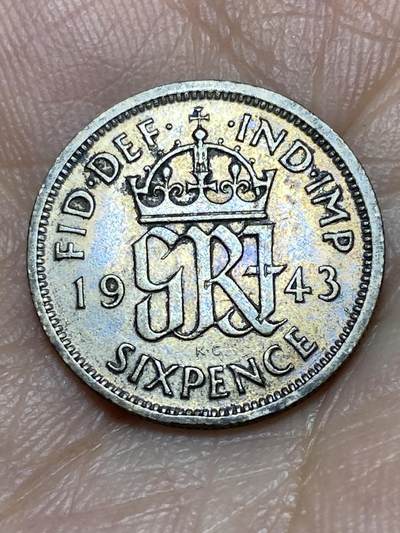 FID·DEF· ·IND·IMP
19 GRI 43
K·G
SIXPENCE